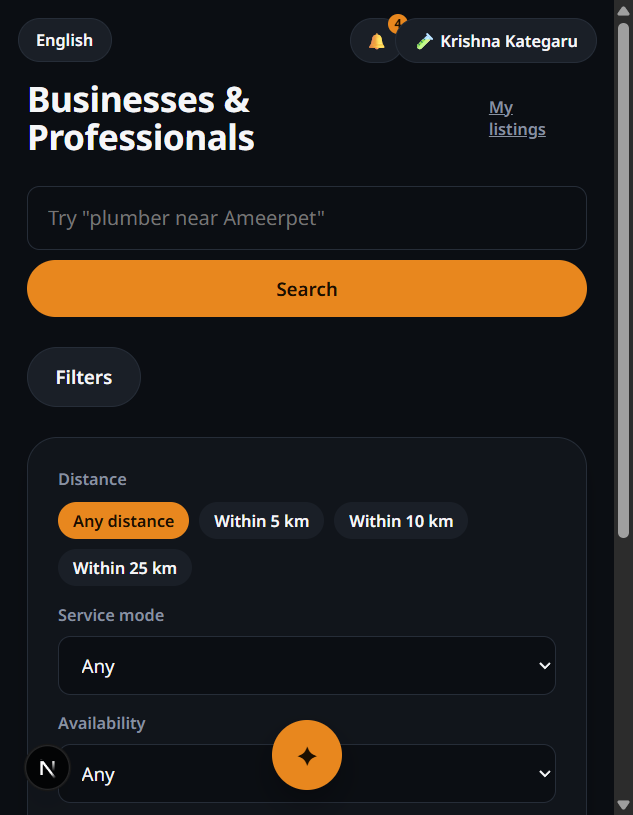 English
4
Krishna Kategaru
Businesses &
Professionals
My
listings
Try "plumber near Ameerpet"
Search
Filters
Distance
Any distance
Within 5 km
Within 10 km
Within 25 km
Service mode
Any
Availability
N
Any